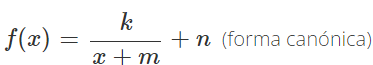 f(x) = k / (x + m) + n (forma canónica)